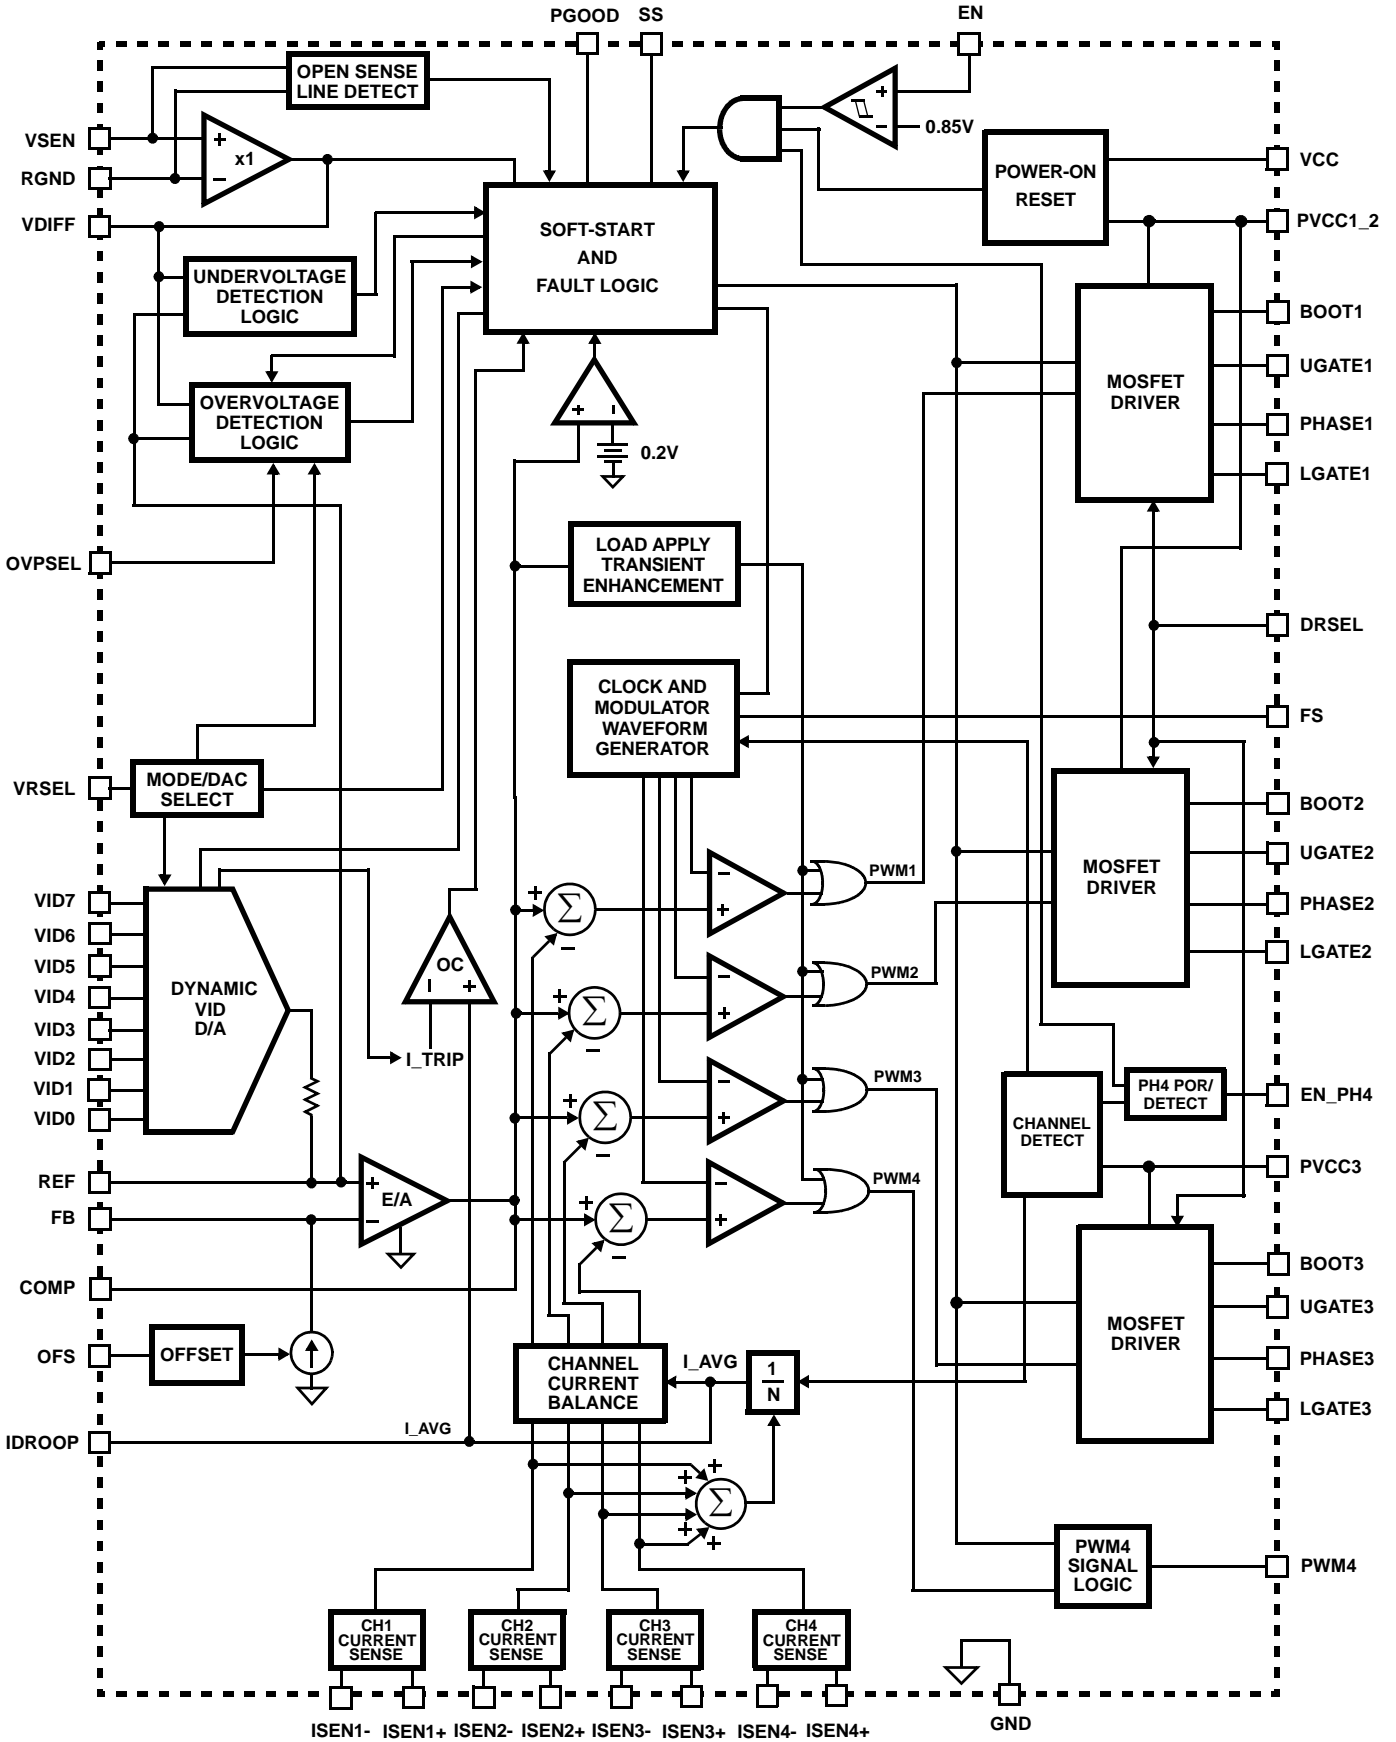 PGOOD SS EN
OPEN SENSE
LINE DETECT
+
−
0.85V
VSEN
+
x1
−
RGND
VDIFF
POWER-ON
RESET
VCC
PVCC1_2
SOFT-START
AND
FAULT LOGIC
UNDERVOLTAGE
DETECTION
LOGIC
OVERVOLTAGE
DETECTION
LOGIC
+ −
0.2V
MOSFET
DRIVER
BOOT1
UGATE1
PHASE1
LGATE1
OVPSEL
LOAD APPLY
TRANSIENT
ENHANCEMENT
DRSEL
CLOCK AND
MODULATOR
WAVEFORM
GENERATOR
FS
VRSEL
MODE/DAC
SELECT
MOSFET
DRIVER
BOOT2
UGATE2
PHASE2
LGATE2
VID7
VID6
VID5
VID4
VID3
VID2
VID1
VID0
DYNAMIC
VID
D/A
OC
− +
I_TRIP
+
Σ
−
−
+
PWM1
+
Σ
−
−
+
PWM2
+
Σ
−
−
+
PWM3
+
Σ
−
−
+
PWM4
CHANNEL
DETECT
PH4 POR/
DETECT
EN_PH4
PVCC3
REF
+
E/A
−
FB
COMP
OFS
OFFSET
MOSFET
DRIVER
BOOT3
UGATE3
PHASE3
LGATE3
CHANNEL
CURRENT
BALANCE
I_AVG
1
N
IDROOP
I_AVG
+
+
Σ
+
+
PWM4
SIGNAL
LOGIC
PWM4
CH1
CURRENT
SENSE
CH2
CURRENT
SENSE
CH3
CURRENT
SENSE
CH4
CURRENT
SENSE
ISEN1- ISEN1+ ISEN2- ISEN2+ ISEN3- ISEN3+ ISEN4- ISEN4+
GND